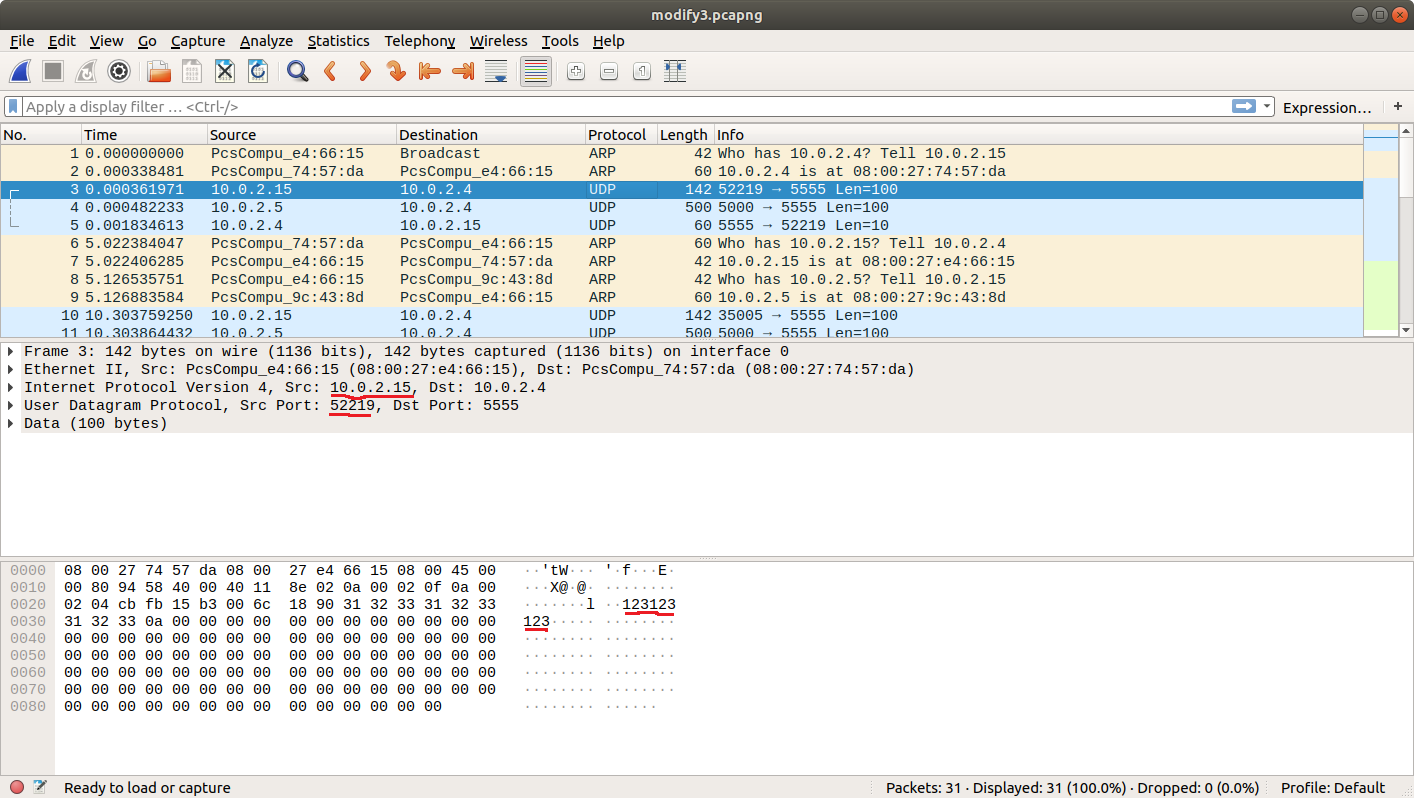 modify3.pcapng
File Edit View Go Capture Analyze Statistics Telephony Wireless Tools Help
Apply a display filter … <Ctrl-/> Expression… +
No. Time Source Destination Protocol Length Info
1 0.000000000 PcsCompu_e4:66:15 Broadcast ARP 42 Who has 10.0.2.4? Tell 10.0.2.15
2 0.000338481 PcsCompu_74:57:da PcsCompu_e4:66:15 ARP 60 10.0.2.4 is at 08:00:27:74:57:da
3 0.000361971 10.0.2.15 10.0.2.4 UDP 142 52219 → 5555 Len=100
4 0.000482233 10.0.2.5 10.0.2.4 UDP 500 5000 → 5555 Len=100
5 0.001834613 10.0.2.4 10.0.2.15 UDP 60 5555 → 52219 Len=10
6 5.022384047 PcsCompu_74:57:da PcsCompu_e4:66:15 ARP 60 Who has 10.0.2.15? Tell 10.0.2.4
7 5.022406285 PcsCompu_e4:66:15 PcsCompu_74:57:da ARP 42 10.0.2.15 is at 08:00:27:e4:66:15
8 5.126535751 PcsCompu_e4:66:15 PcsCompu_9c:43:8d ARP 42 Who has 10.0.2.5? Tell 10.0.2.15
9 5.126883584 PcsCompu_9c:43:8d PcsCompu_e4:66:15 ARP 60 10.0.2.5 is at 08:00:27:9c:43:8d
10 10.303759250 10.0.2.15 10.0.2.4 UDP 142 35005 → 5555 Len=100
11 10.303864432 10.0.2.5 10.0.2.4 UDP 500 5000 → 5555 Len=100
Frame 3: 142 bytes on wire (1136 bits), 142 bytes captured (1136 bits) on interface 0
Ethernet II, Src: PcsCompu_e4:66:15 (08:00:27:e4:66:15), Dst: PcsCompu_74:57:da (08:00:27:74:57:da)
Internet Protocol Version 4, Src: 10.0.2.15, Dst: 10.0.2.4
User Datagram Protocol, Src Port: 52219, Dst Port: 5555
Data (100 bytes)
0000 08 00 27 74 57 da 08 00 27 e4 66 15 08 00 45 00 ··'tW··· '·f···E·
0010 00 80 94 58 40 00 40 11 8e 02 0a 00 02 0f 0a 00 ···X@·@· ········
0020 02 04 cb fb 15 b3 00 6c 18 90 31 32 33 31 32 33 ·······l ··123123
0030 31 32 33 0a 00 00 00 00 00 00 00 00 00 00 00 00 123····· ········
0040 00 00 00 00 00 00 00 00 00 00 00 00 00 00 00 00 ········ ········
0050 00 00 00 00 00 00 00 00 00 00 00 00 00 00 00 00 ········ ········
0060 00 00 00 00 00 00 00 00 00 00 00 00 00 00 00 00 ········ ········
0070 00 00 00 00 00 00 00 00 00 00 00 00 00 00 00 00 ········ ········
0080 00 00 00 00 00 00 00 00 00 00 00 00 00 00 ········ ······
Ready to load or capture Packets: 31 · Displayed: 31 (100.0%) · Dropped: 0 (0.0%) Profile: Default